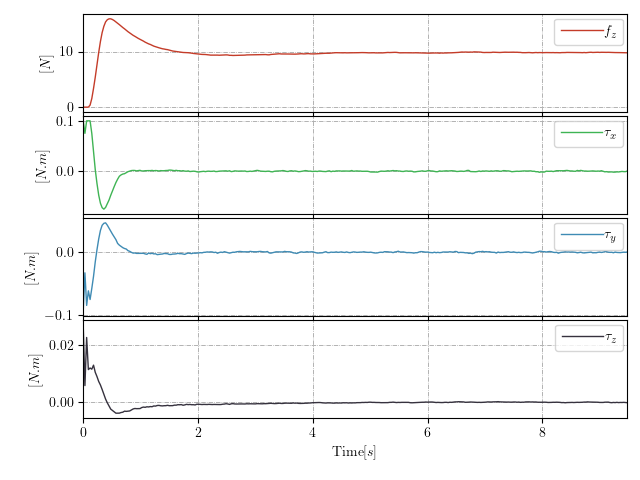 f_z
10
0
[N]
τ_x
0.1
0.0
[N.m]
τ_y
0.0
−0.1
[N.m]
τ_z
0.02
0.00
[N.m]
0 2 4 6 8
Time[s]